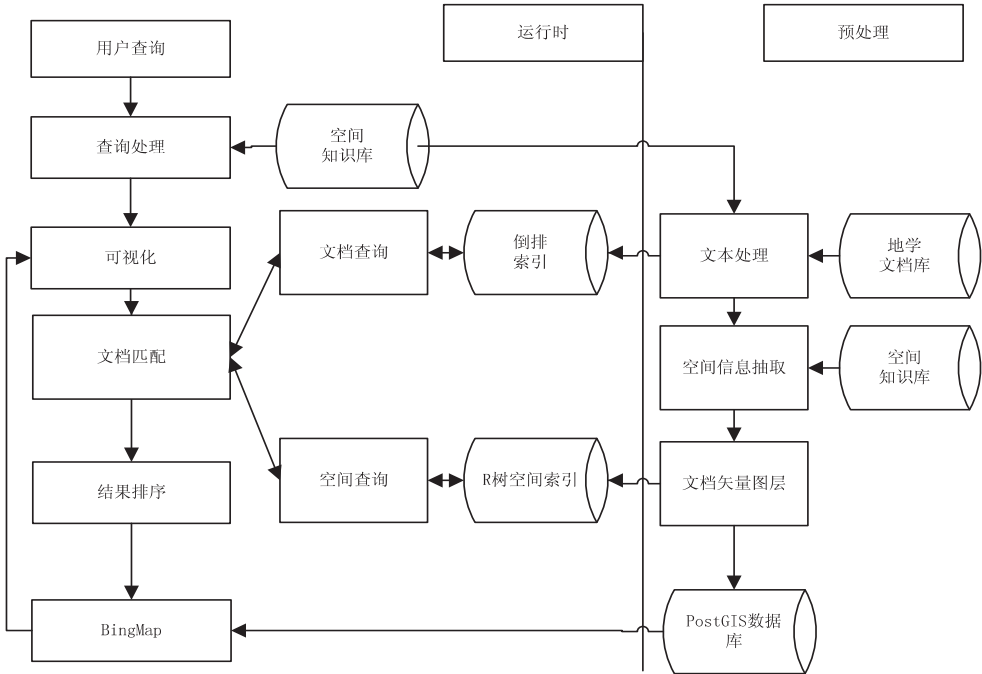 运行时
预处理
用户查询
查询处理
空间
知识库
可视化
文档查询
倒排
索引
文本处理
地学
文档库
文档匹配
空间信息抽取
空间
知识库
结果排序
空间查询
R树空间索引
文档矢量图层
BingMap
PostGIS数据
库